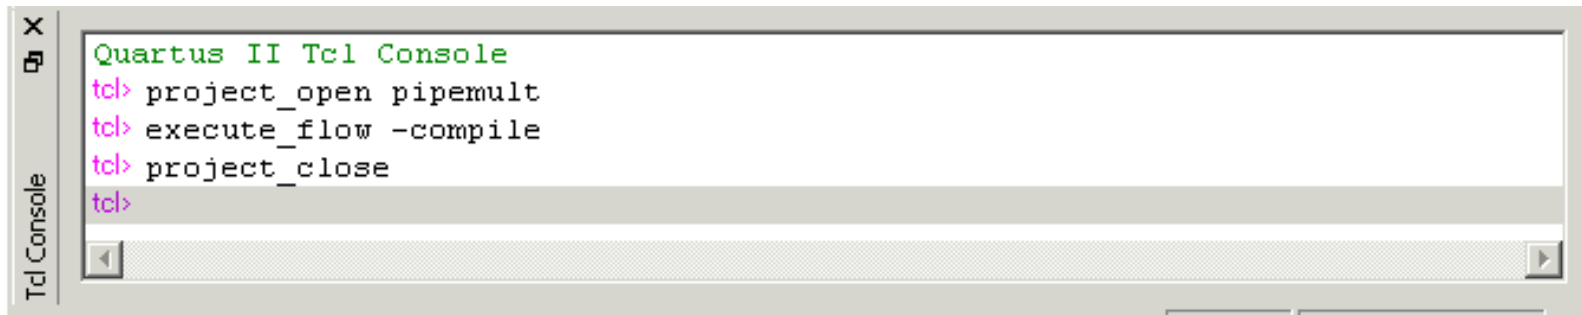 Quartus II Tcl Console
tcl> project_open pipemult
tcl> execute_flow -compile
tcl> project_close
tcl>
Tcl Console